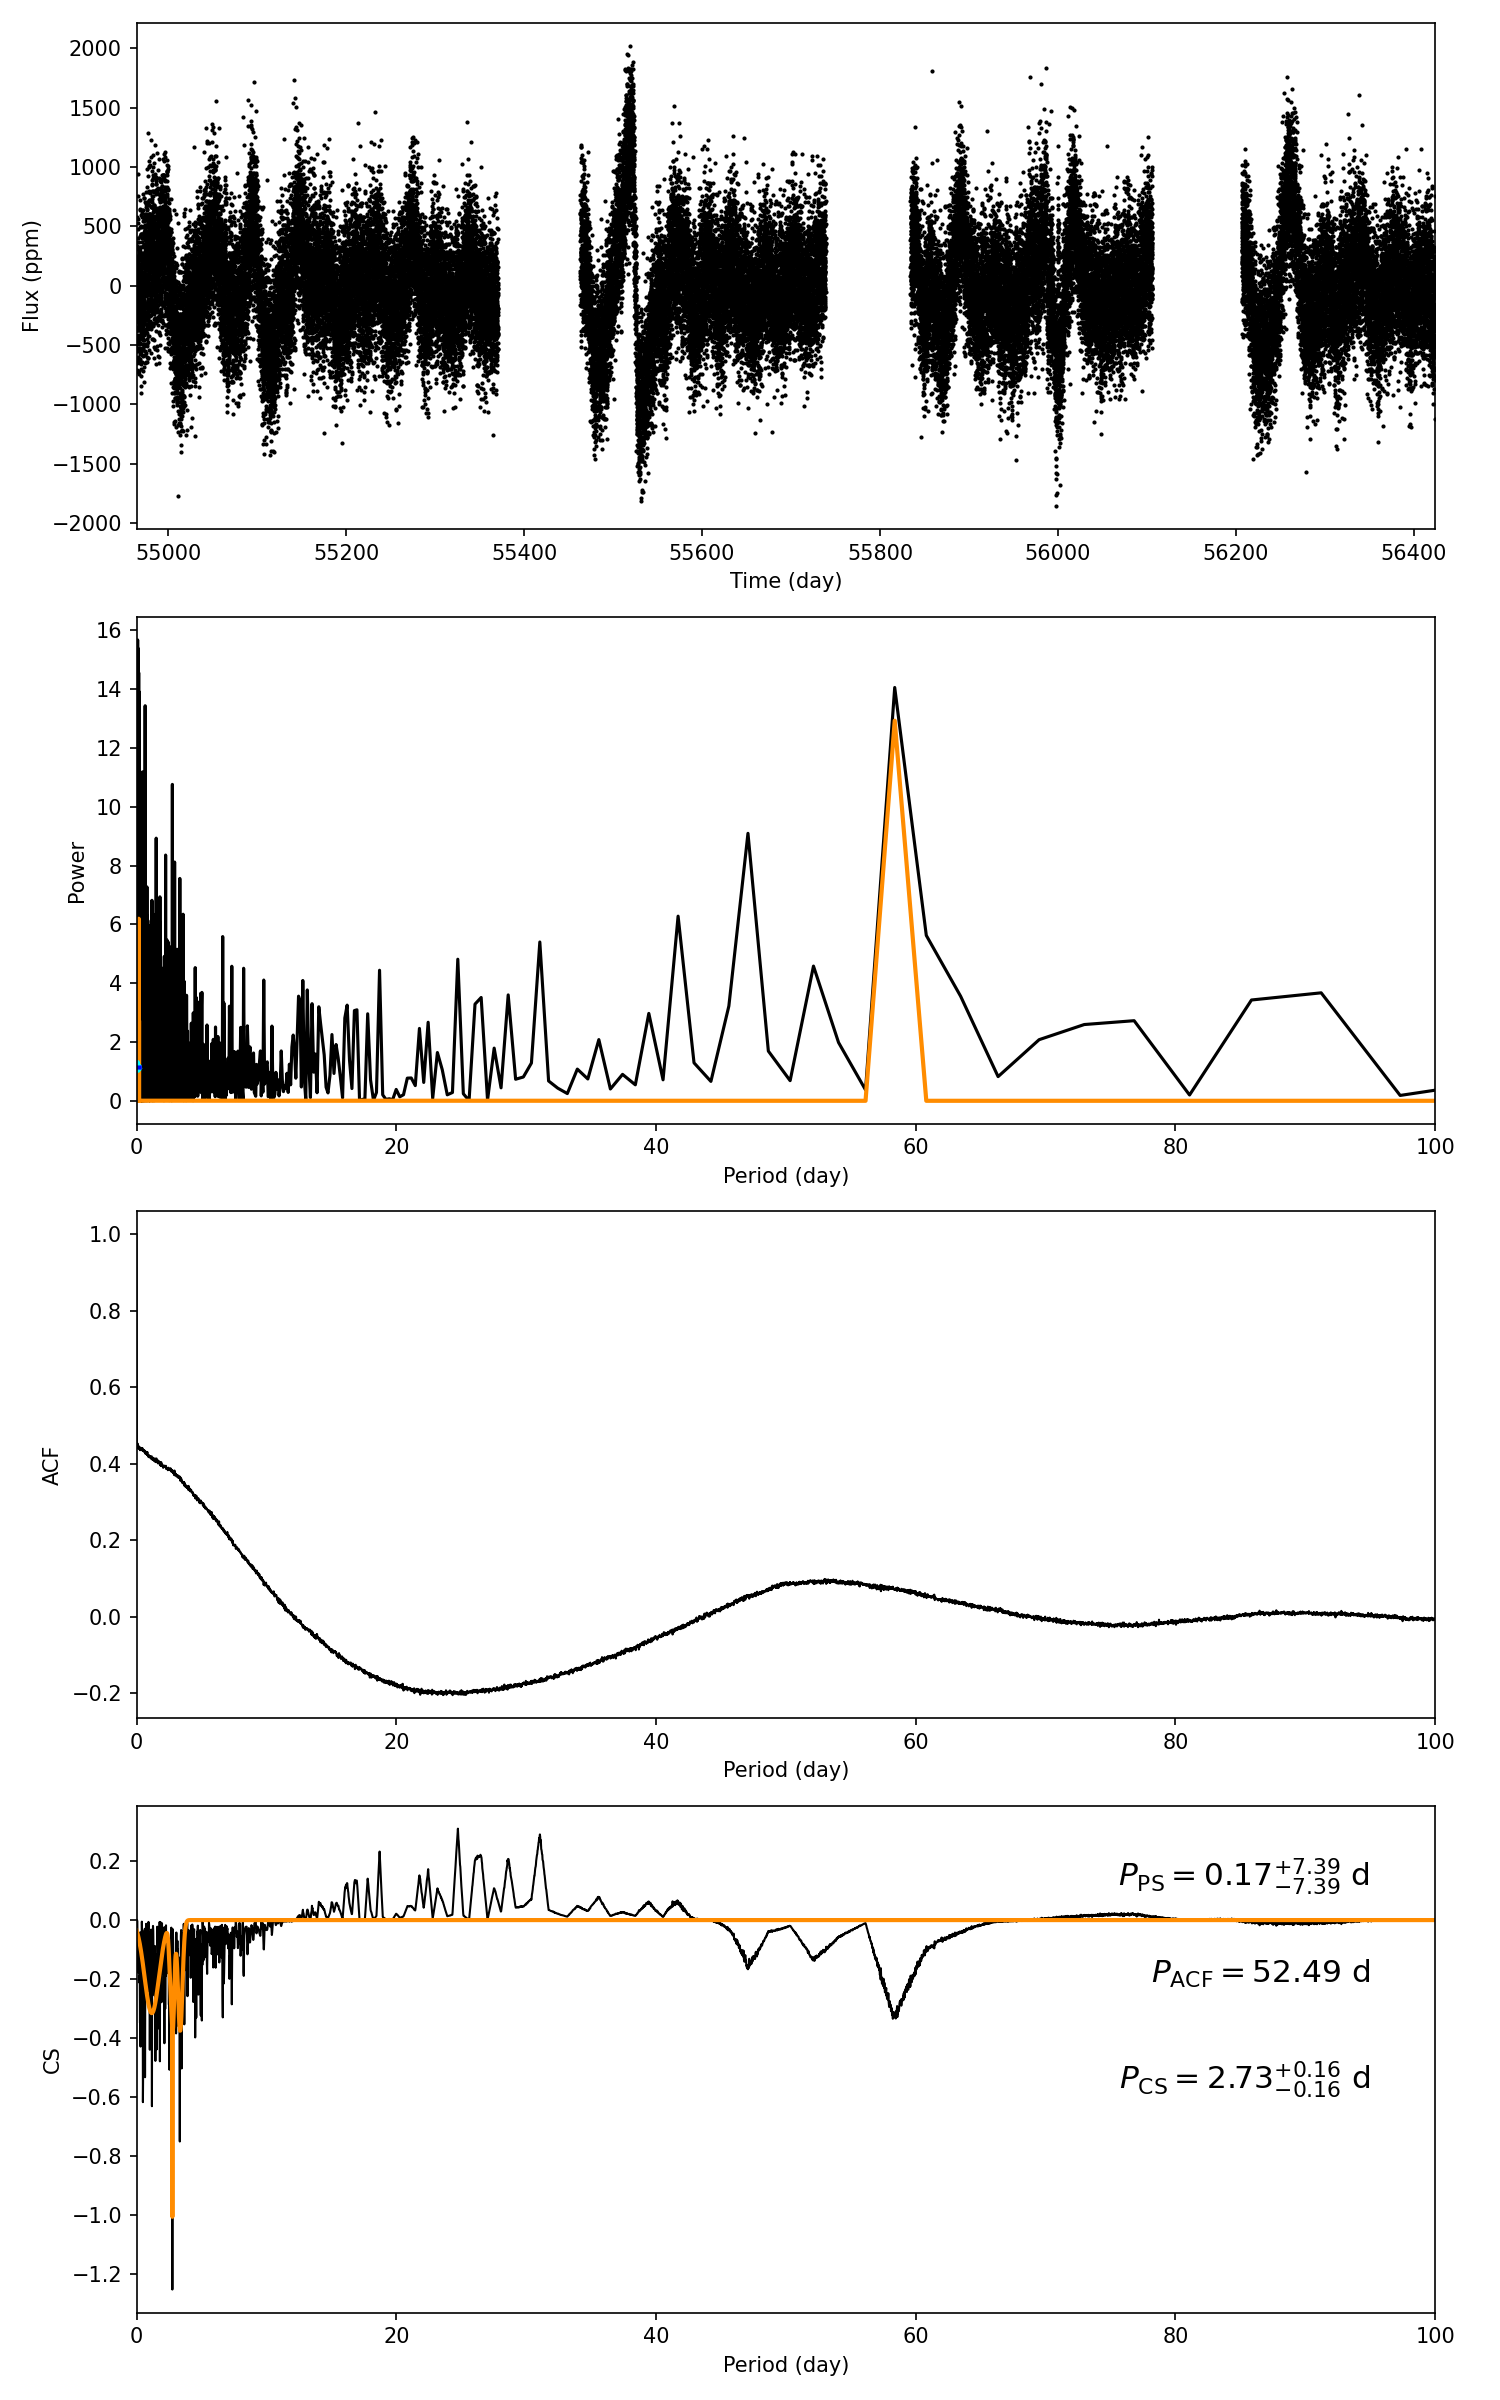 2000
1500
1000
500
0
−500
−1000
−1500
−2000
Flux (ppm)
55000 55200 55400 55600 55800 56000 56200 56400
Time (day)
16
14
12
10
8
6
4
2
0
Power
0 20 40 60 80 100
Period (day)
1.0
0.8
0.6
0.4
0.2
0.0
−0.2
ACF
0 20 40 60 80 100
Period (day)
0.2
0.0
−0.2
−0.4
−0.6
−0.8
−1.0
−1.2
CS
P_PS = 0.17^{+7.39}_{−7.39} d
P_ACF = 52.49 d
P_CS = 2.73^{+0.16}_{−0.16} d
0 20 40 60 80 100
Period (day)